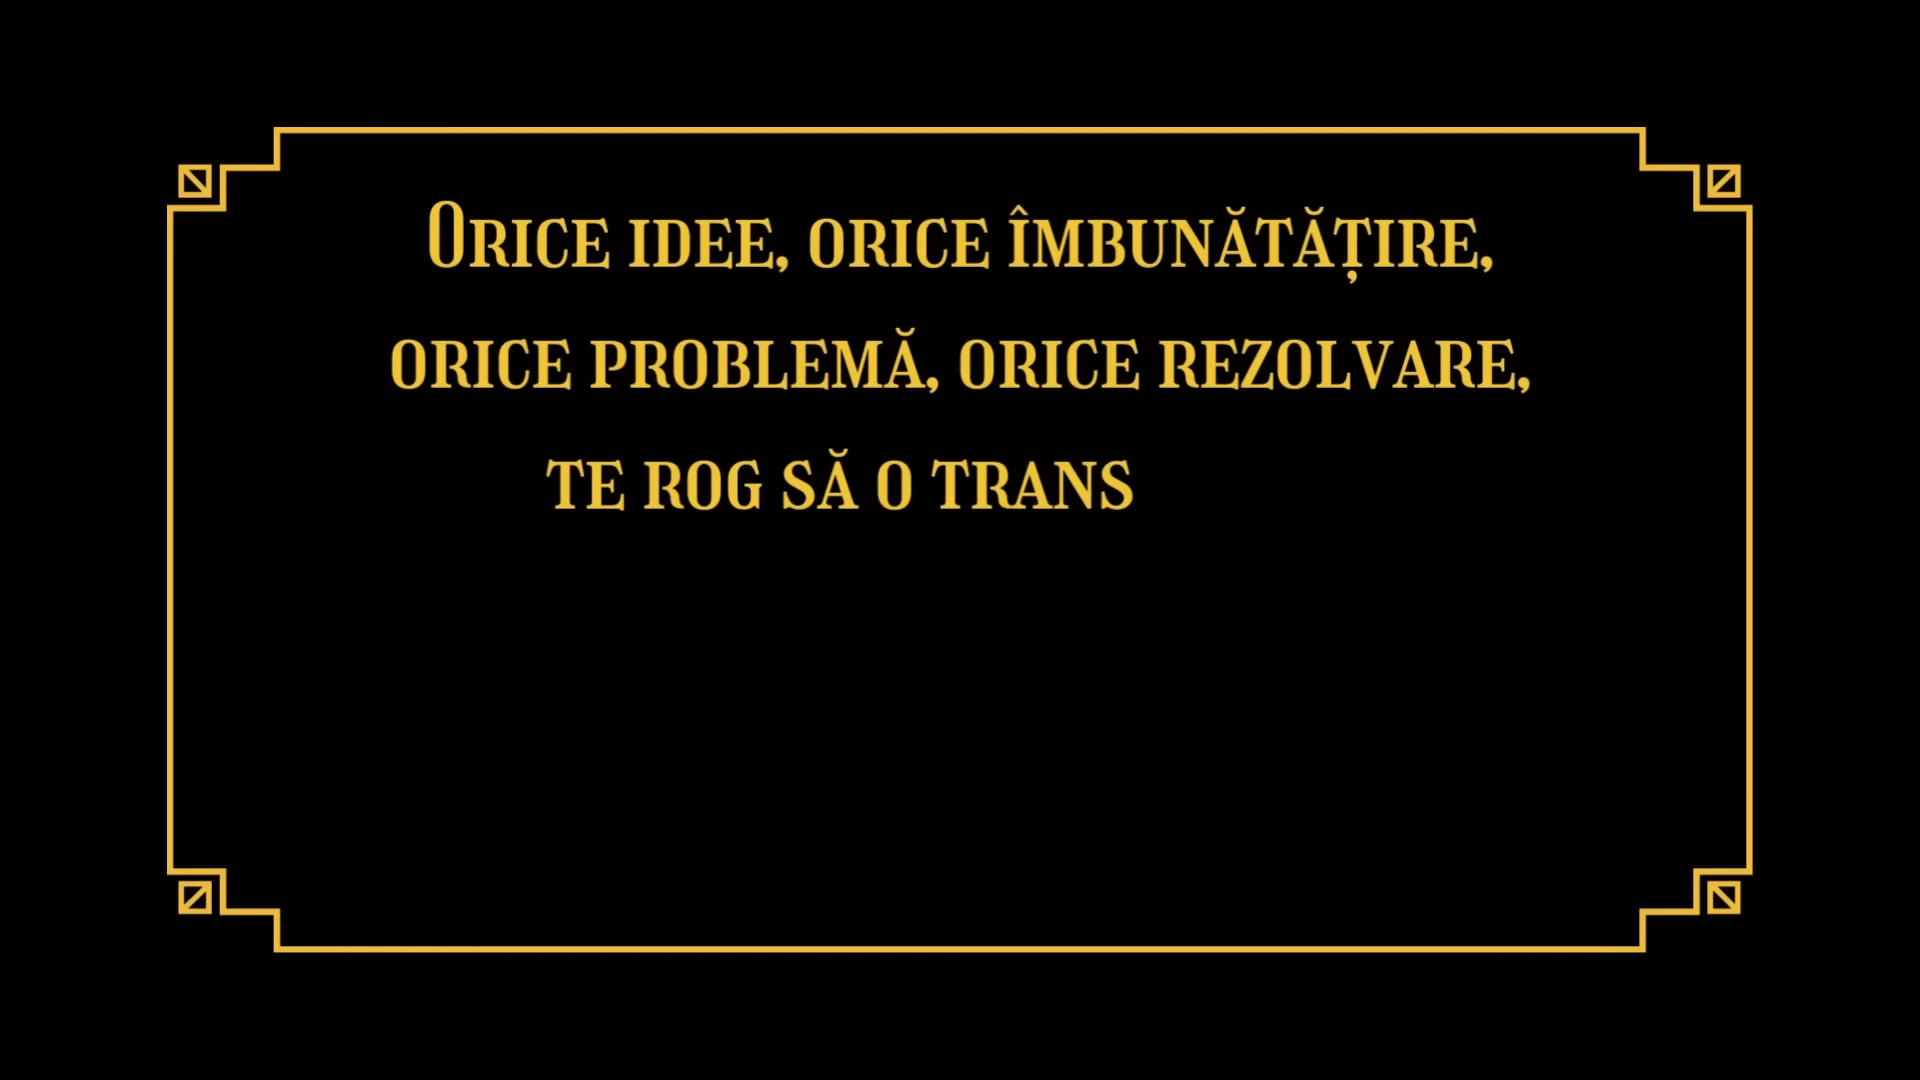 Orice idee, orice îmbunătățire,
orice problemă, orice rezolvare,
te rog să o trans